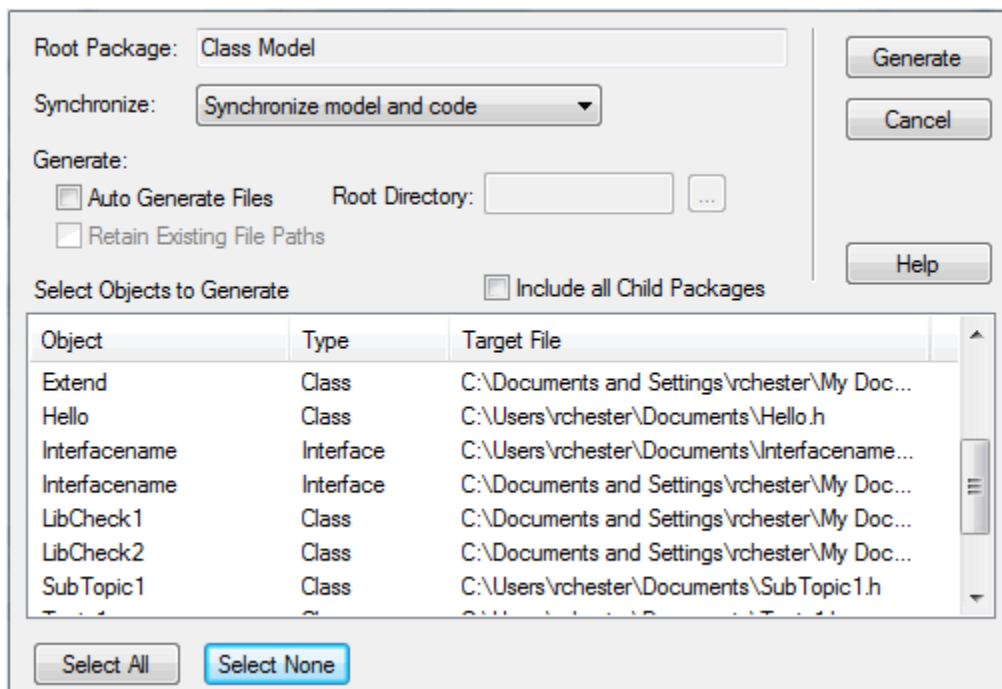 Root Package: Class Model
Generate
Synchronize: Synchronize model and code
Cancel
Generate:
Auto Generate Files Root Directory: ...
Retain Existing File Paths
Help
Select Objects to Generate Include all Child Packages
Object Type Target File
Extend Class C:\Documents and Settings\rchester\My Doc...
Hello Class C:\Users\rchester\Documents\Hello.h
Interfacename Interface C:\Users\rchester\Documents\Interfacename...
Interfacename Interface C:\Documents and Settings\rchester\My Doc...
LibCheck1 Class C:\Documents and Settings\rchester\My Doc...
LibCheck2 Class C:\Documents and Settings\rchester\My Doc...
SubTopic1 Class C:\Users\rchester\Documents\SubTopic1.h
Select All Select None